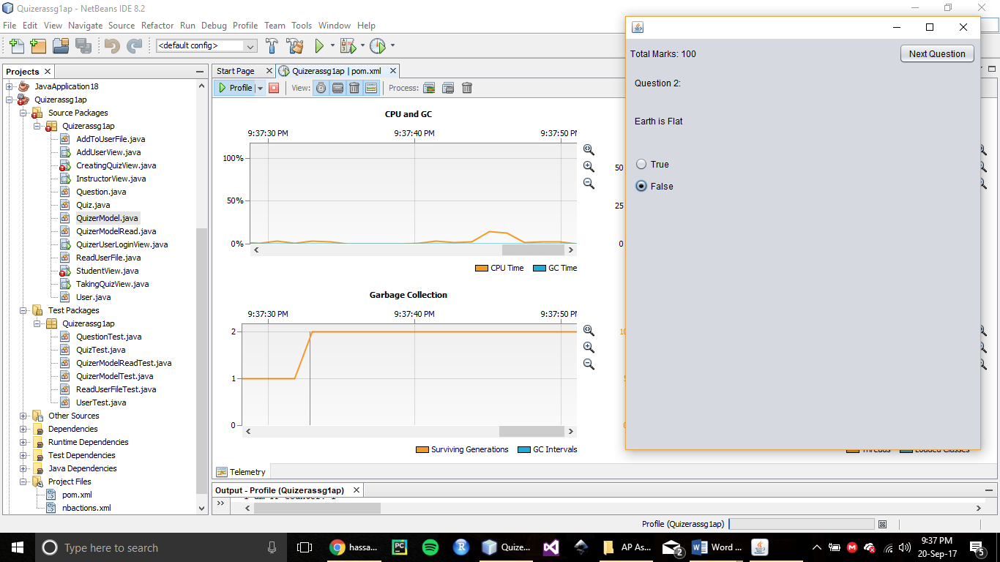 Quizerassg1ap - NetBeans IDE 8.2
File Edit View Navigate Source Refactor Run Debug Profile Team Tools Window Help
<default config>
Projects
JavaApplication18
Quizerassg1ap
Source Packages
Quizerassg1ap
AddToUserFile.java
AddUserView.java
CreatingQuizView.java
InstructorView.java
Question.java
Quiz.java
QuizerModel.java
QuizerModelRead.java
QuizerUserLoginView.java
ReadUserFile.java
StudentView.java
TakingQuizView.java
User.java
Test Packages
Quizerassg1ap
QuestionTest.java
QuizTest.java
QuizerModelReadTest.java
QuizerModelTest.java
ReadUserFileTest.java
UserTest.java
Other Sources
Dependencies
Runtime Dependencies
Test Dependencies
Java Dependencies
Project Files
pom.xml
nbactions.xml
Start Page Quizerassg1ap | pom.xml
Profile View: Process:
CPU and GC
9:37:30 PM 9:37:40 PM 9:37:50 PM
100%
50%
0%
CPU Time GC Time
Garbage Collection
9:37:30 PM 9:37:40 PM 9:37:50 PM
2
1
0
Surviving Generations GC Intervals
50
25
0
Threads Loaded Classes
Telemetry
Output - Profile (Quizerassg1ap)
Profile (Quizerassg1ap)
Total Marks: 100 Next Question
Question 2:
Earth is Flat
True
False
Type here to search
hassa... Quize... AP As... 2 Word ...
9:37 PM
20-Sep-17
5